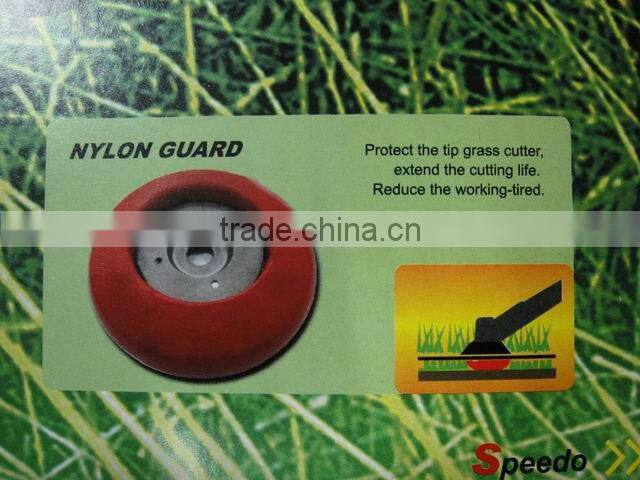 NYLON GUARD
Protect the tip grass cutter,
extend the cutting life.
Reduce the working-tired.
trade.china.cn
Speedo